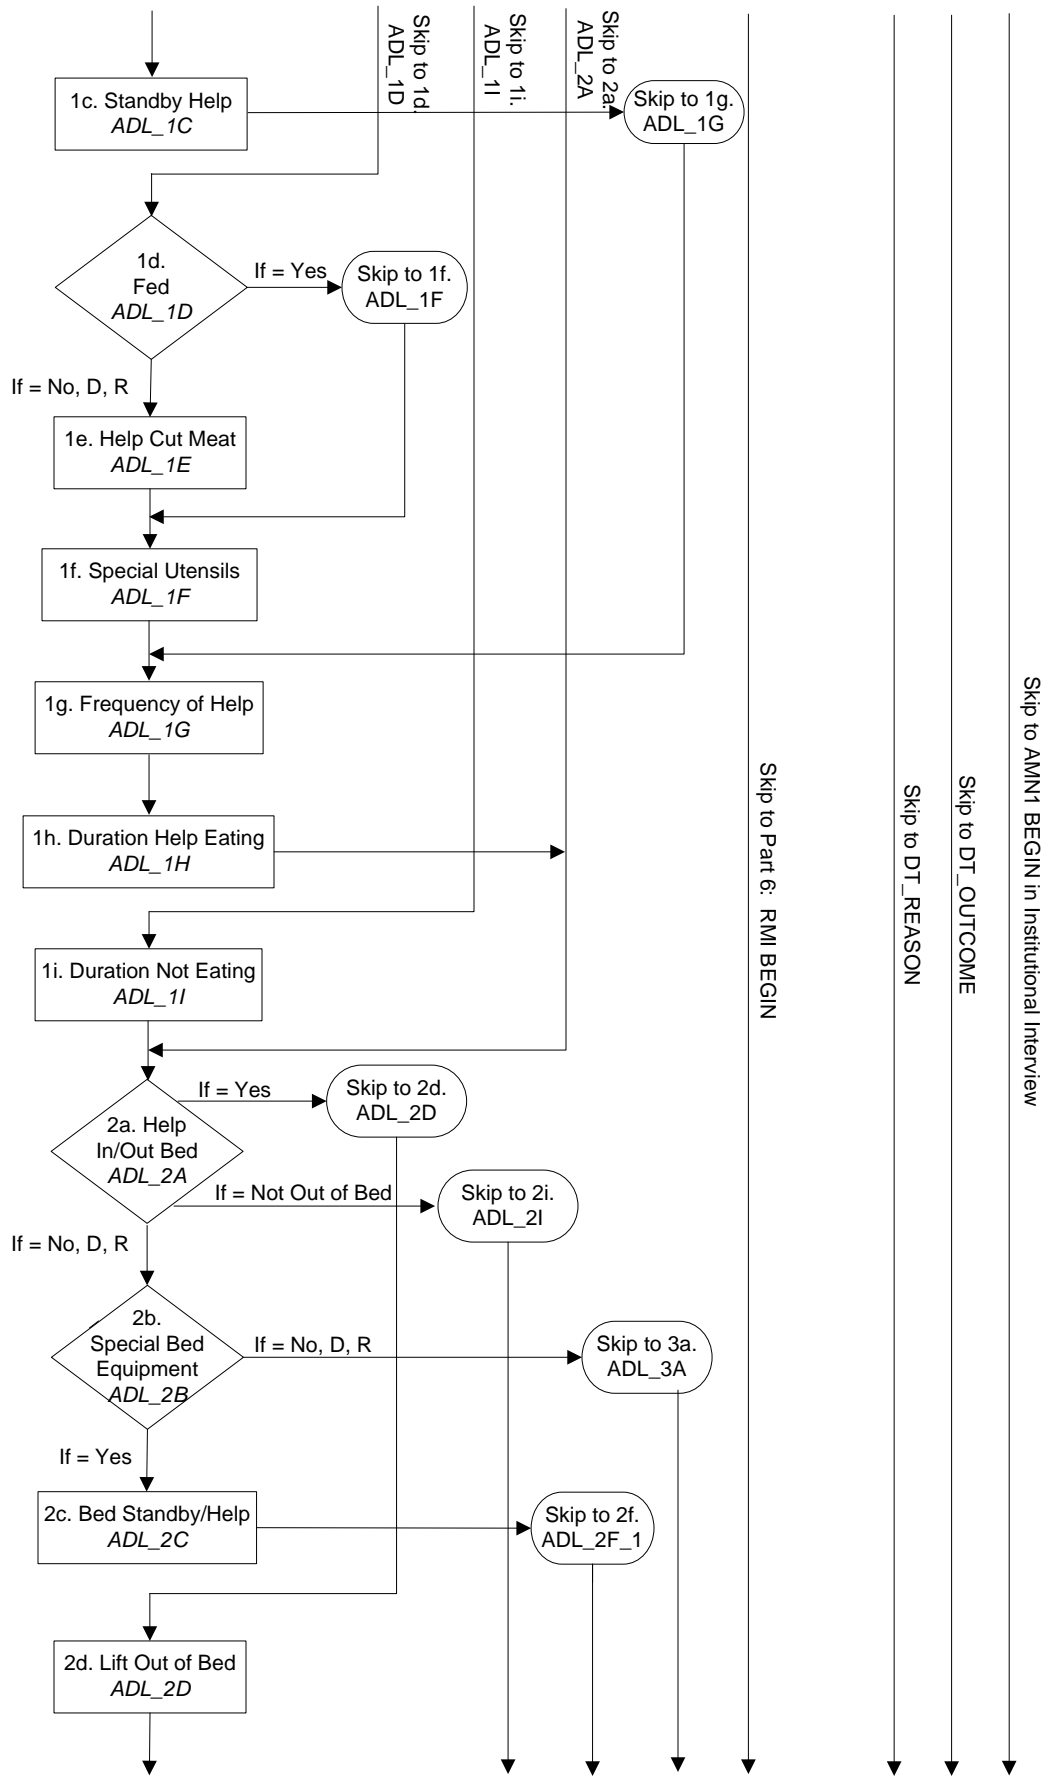 Skip to 1d.
ADL_1D
Skip to 1i.
ADL_1I
Skip to 2a.
ADL_2A
1c. Standby Help
ADL_1C
Skip to 1g.
ADL_1G
1d.
Fed
ADL_1D
If = Yes
Skip to 1f.
ADL_1F
If = No, D, R
1e. Help Cut Meat
ADL_1E
1f. Special Utensils
ADL_1F
1g. Frequency of Help
ADL_1G
1h. Duration Help Eating
ADL_1H
1i. Duration Not Eating
ADL_1I
Skip to Part 6:  RMI BEGIN
Skip to DT_REASON
Skip to DT_OUTCOME
Skip to AMN1 BEGIN in Institutional Interview
2a. Help
In/Out Bed
ADL_2A
If = Yes
Skip to 2d.
ADL_2D
If = Not Out of Bed
Skip to 2i.
ADL_2I
If = No, D, R
2b.
Special Bed
Equipment
ADL_2B
If = No, D, R
Skip to 3a.
ADL_3A
If = Yes
2c. Bed Standby/Help
ADL_2C
Skip to 2f.
ADL_2F_1
2d. Lift Out of Bed
ADL_2D